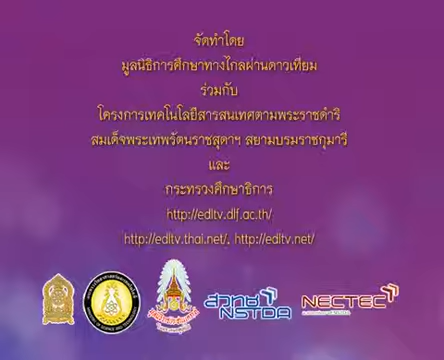 จัดทำโดย
มูลนิธิการศึกษาทางไกลผ่านดาวเทียม
ร่วมกับ
โครงการเทคโนโลยีสารสนเทศตามพระราชดำริ
สมเด็จพระเทพรัตนราชสุดาฯ สยามบรมราชกุมารี
และ
กระทรวงศึกษาธิการ
http://edltv.dlf.ac.th/
http://edltv.thai.net/, http://edltv.net/
สวทช
NSTDA
NECTEC